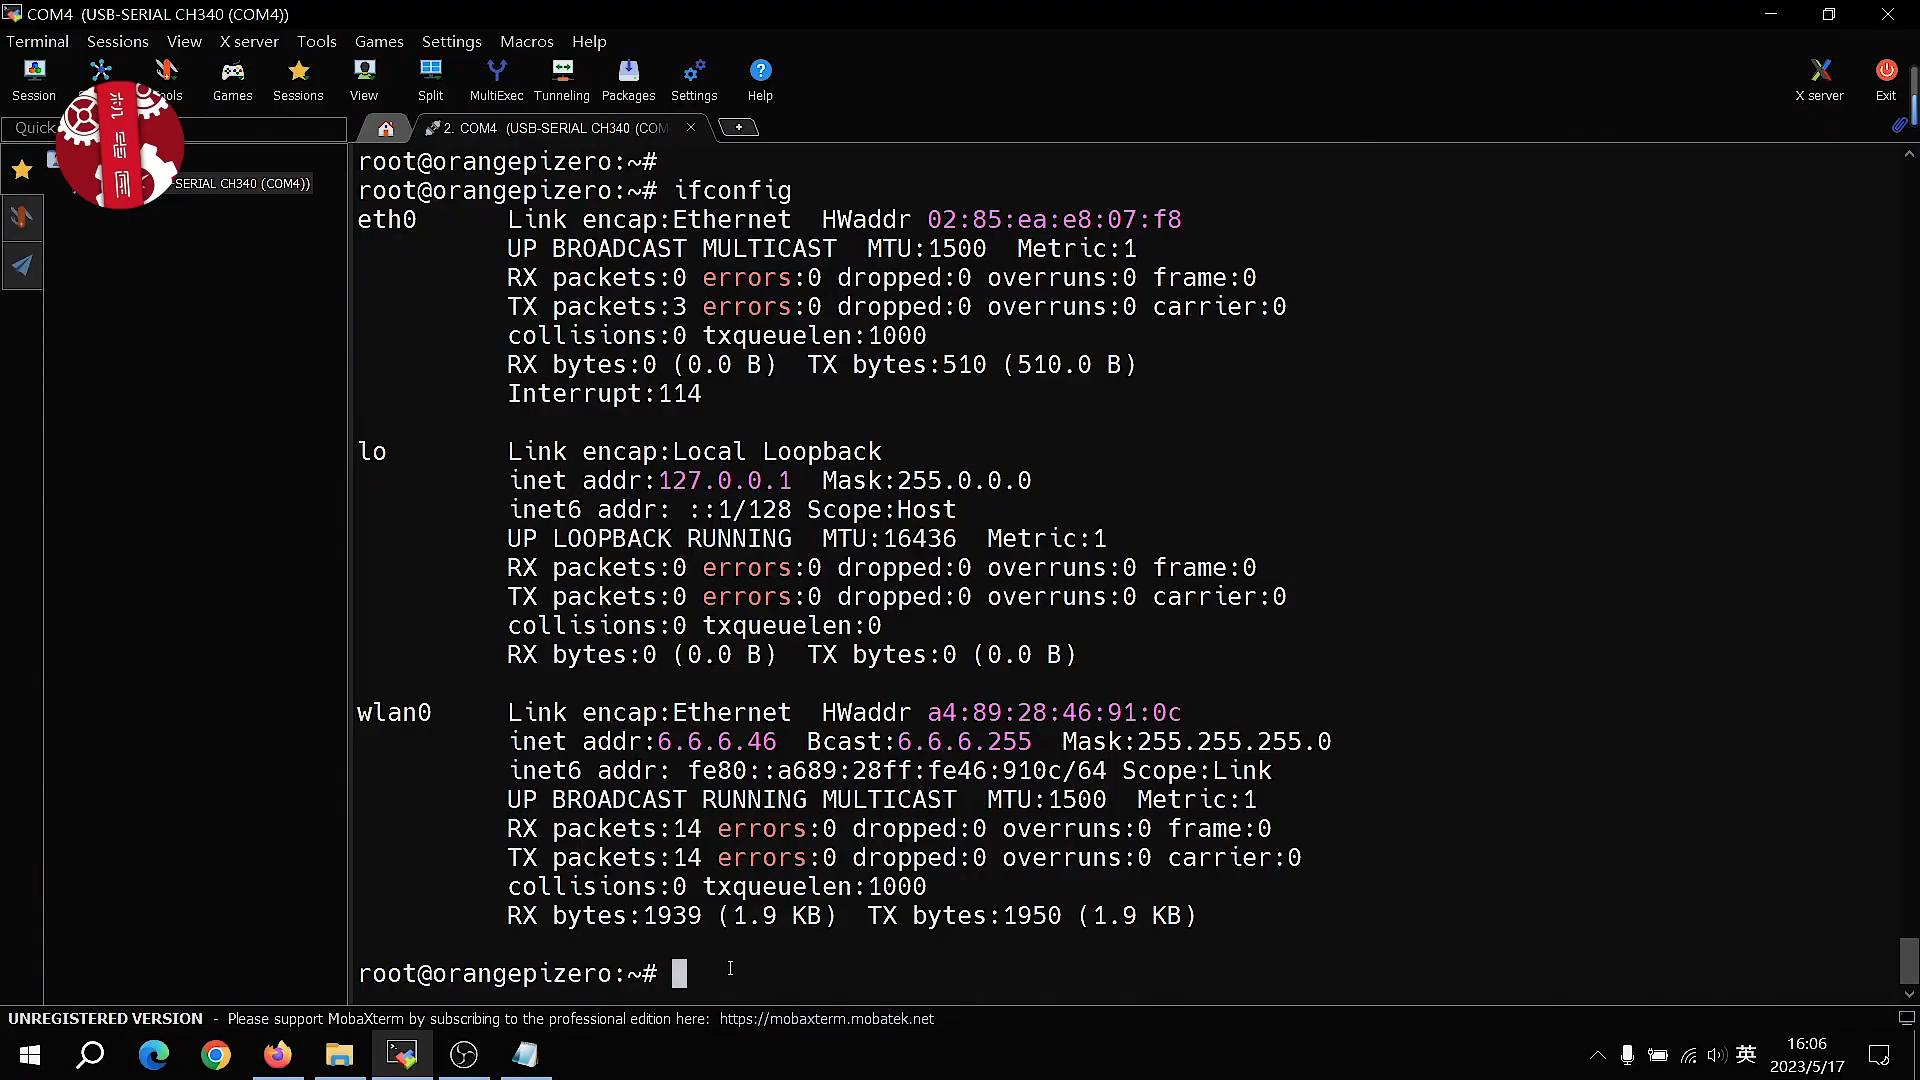 COM4 (USB-SERIAL CH340 (COM4))
Terminal Sessions View X server Tools Games Settings Macros Help
Session Games Sessions View Split MultiExec Tunneling Packages Settings Help X server Exit
Quick
2. COM4 (USB-SERIAL CH340 (COM
-SERIAL CH340 (COM4))
root@orangepizero:~#
root@orangepizero:~# ifconfig
eth0 Link encap:Ethernet HWaddr 02:85:ea:e8:07:f8
UP BROADCAST MULTICAST MTU:1500 Metric:1
RX packets:0 errors:0 dropped:0 overruns:0 frame:0
TX packets:3 errors:0 dropped:0 overruns:0 carrier:0
collisions:0 txqueuelen:1000
RX bytes:0 (0.0 B) TX bytes:510 (510.0 B)
Interrupt:114
lo Link encap:Local Loopback
inet addr:127.0.0.1 Mask:255.0.0.0
inet6 addr: ::1/128 Scope:Host
UP LOOPBACK RUNNING MTU:16436 Metric:1
RX packets:0 errors:0 dropped:0 overruns:0 frame:0
TX packets:0 errors:0 dropped:0 overruns:0 carrier:0
collisions:0 txqueuelen:0
RX bytes:0 (0.0 B) TX bytes:0 (0.0 B)
wlan0 Link encap:Ethernet HWaddr a4:89:28:46:91:0c
inet addr:6.6.6.46 Bcast:6.6.6.255 Mask:255.255.255.0
inet6 addr: fe80::a689:28ff:fe46:910c/64 Scope:Link
UP BROADCAST RUNNING MULTICAST MTU:1500 Metric:1
RX packets:14 errors:0 dropped:0 overruns:0 frame:0
TX packets:14 errors:0 dropped:0 overruns:0 carrier:0
collisions:0 txqueuelen:1000
RX bytes:1939 (1.9 KB) TX bytes:1950 (1.9 KB)
root@orangepizero:~#
UNREGISTERED VERSION - Please support MobaXterm by subscribing to the professional edition here: https://mobaxterm.mobatek.net
英
16:06
2023/5/17